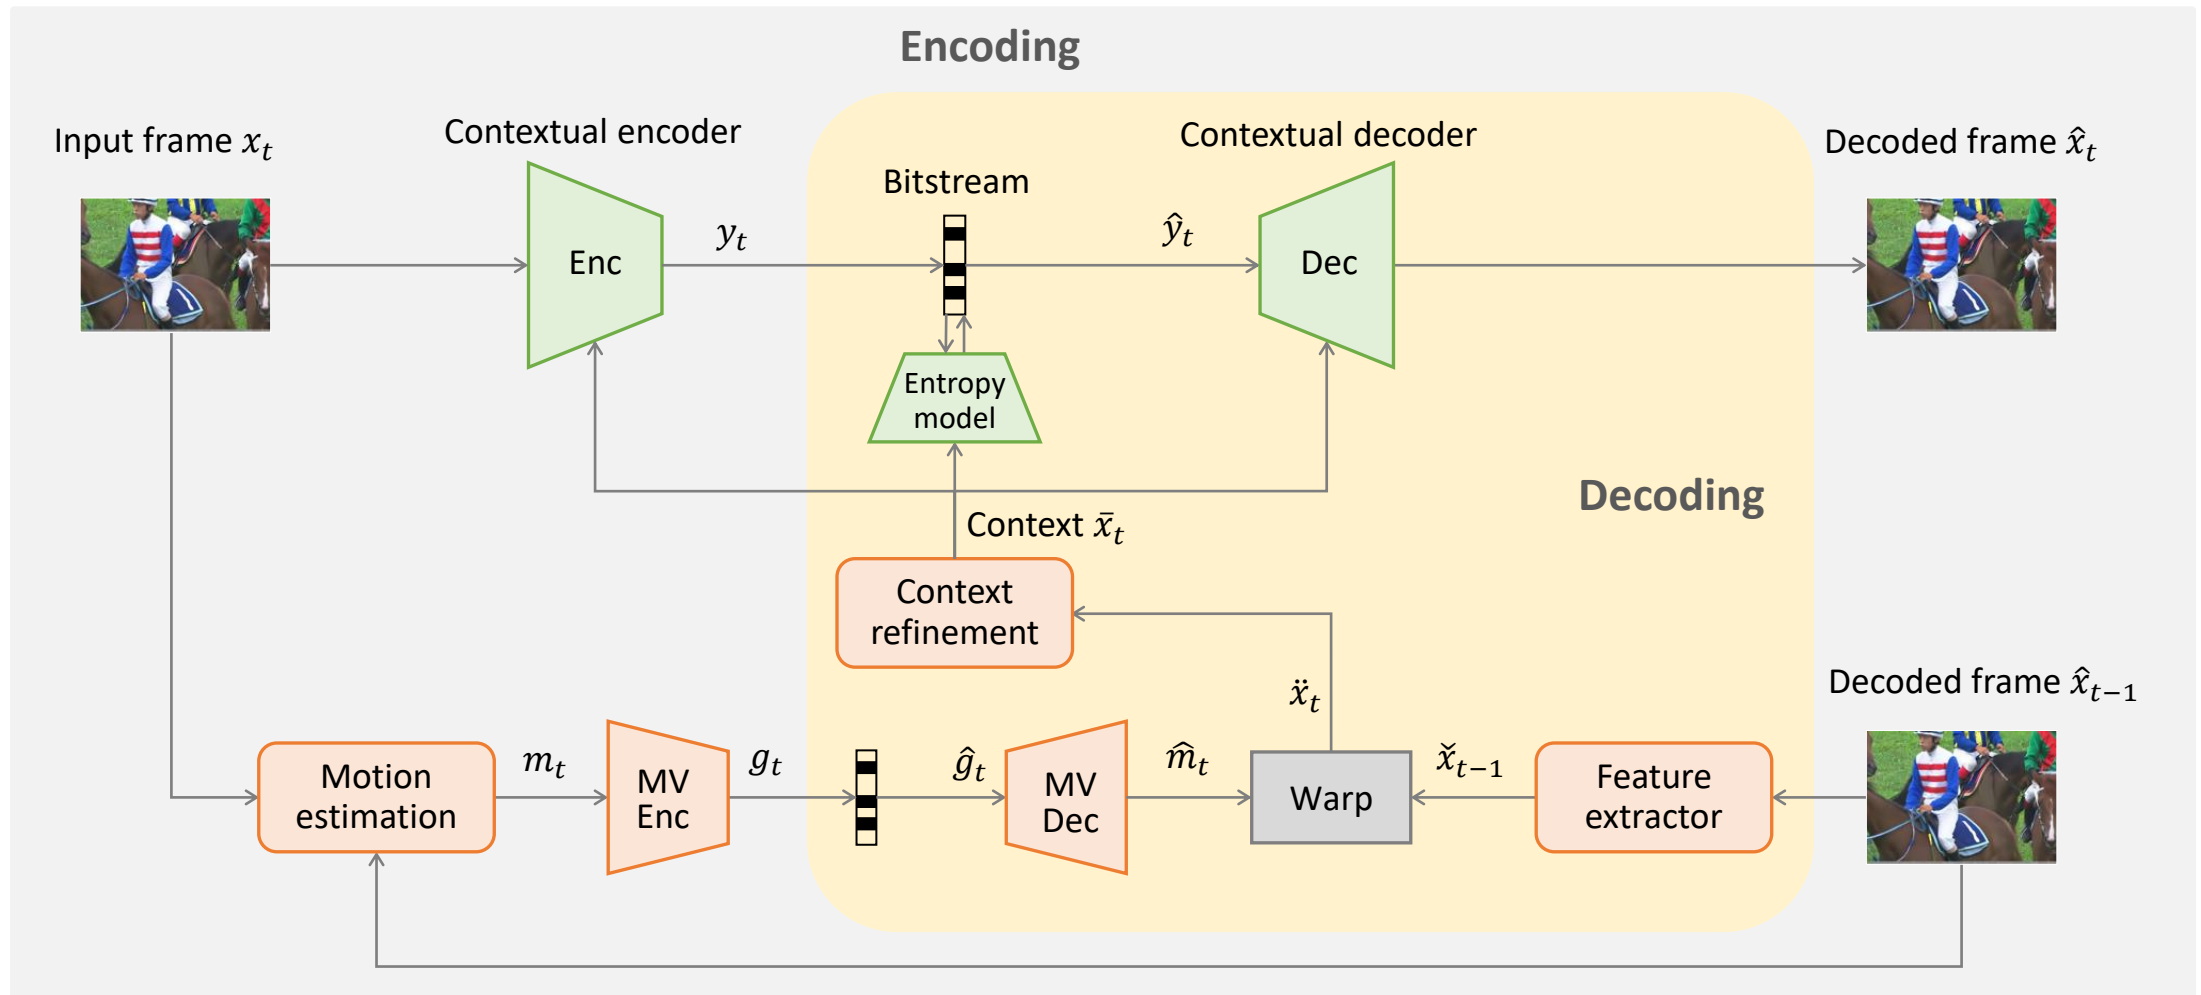 Encoding
Input frame xₜ
Contextual encoder
Contextual decoder
Decoded frame x̂ₜ
Bitstream
Enc
yₜ
ŷₜ
Dec
Entropy
model
Decoding
Context x̄ₜ
Context
refinement
ẍₜ
Decoded frame x̂ₜ₋₁
Motion
estimation
mₜ
MV
Enc
gₜ
ĝₜ
MV
Dec
m̂ₜ
Warp
x̌ₜ₋₁
Feature
extractor